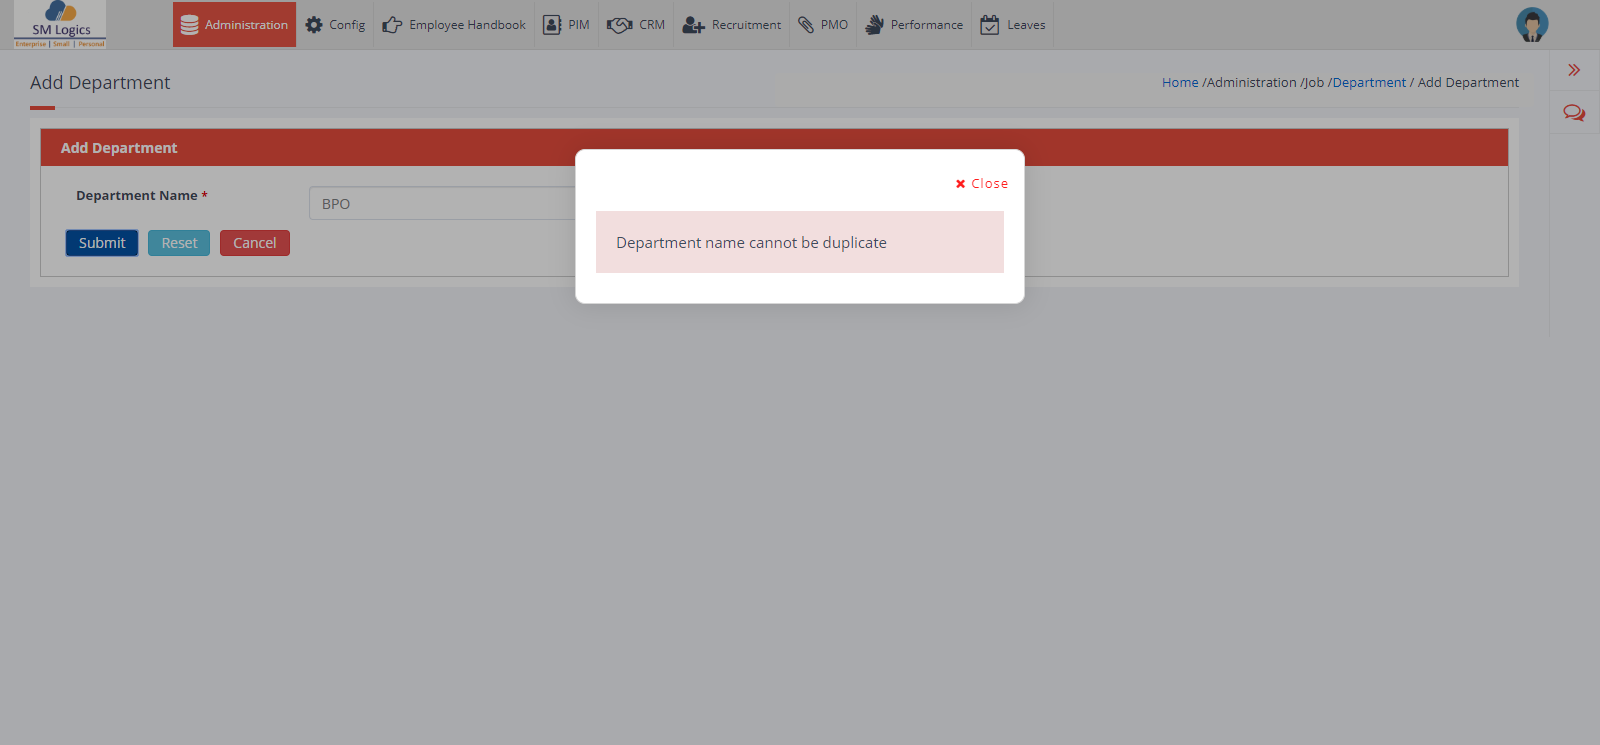 SM Logics
Enterprise | Small | Personal
Administration
Config
Employee Handbook
PIM
CRM
Recruitment
PMO
Performance
Leaves
Add Department
Home /Administration /Job /Department / Add Department
Add Department
Department Name *
BPO
Submit
Reset
Cancel
✖ Close
Department name cannot be duplicate